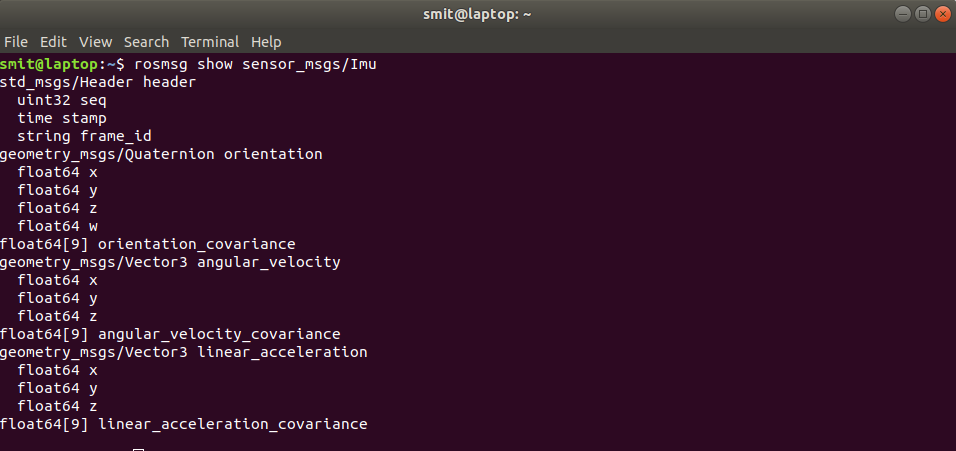 smit@laptop: ~
File Edit View Search Terminal Help
smit@laptop:~$ rosmsg show sensor_msgs/Imu
std_msgs/Header header
  uint32 seq
  time stamp
  string frame_id
geometry_msgs/Quaternion orientation
  float64 x
  float64 y
  float64 z
  float64 w
float64[9] orientation_covariance
geometry_msgs/Vector3 angular_velocity
  float64 x
  float64 y
  float64 z
float64[9] angular_velocity_covariance
geometry_msgs/Vector3 linear_acceleration
  float64 x
  float64 y
  float64 z
float64[9] linear_acceleration_covariance